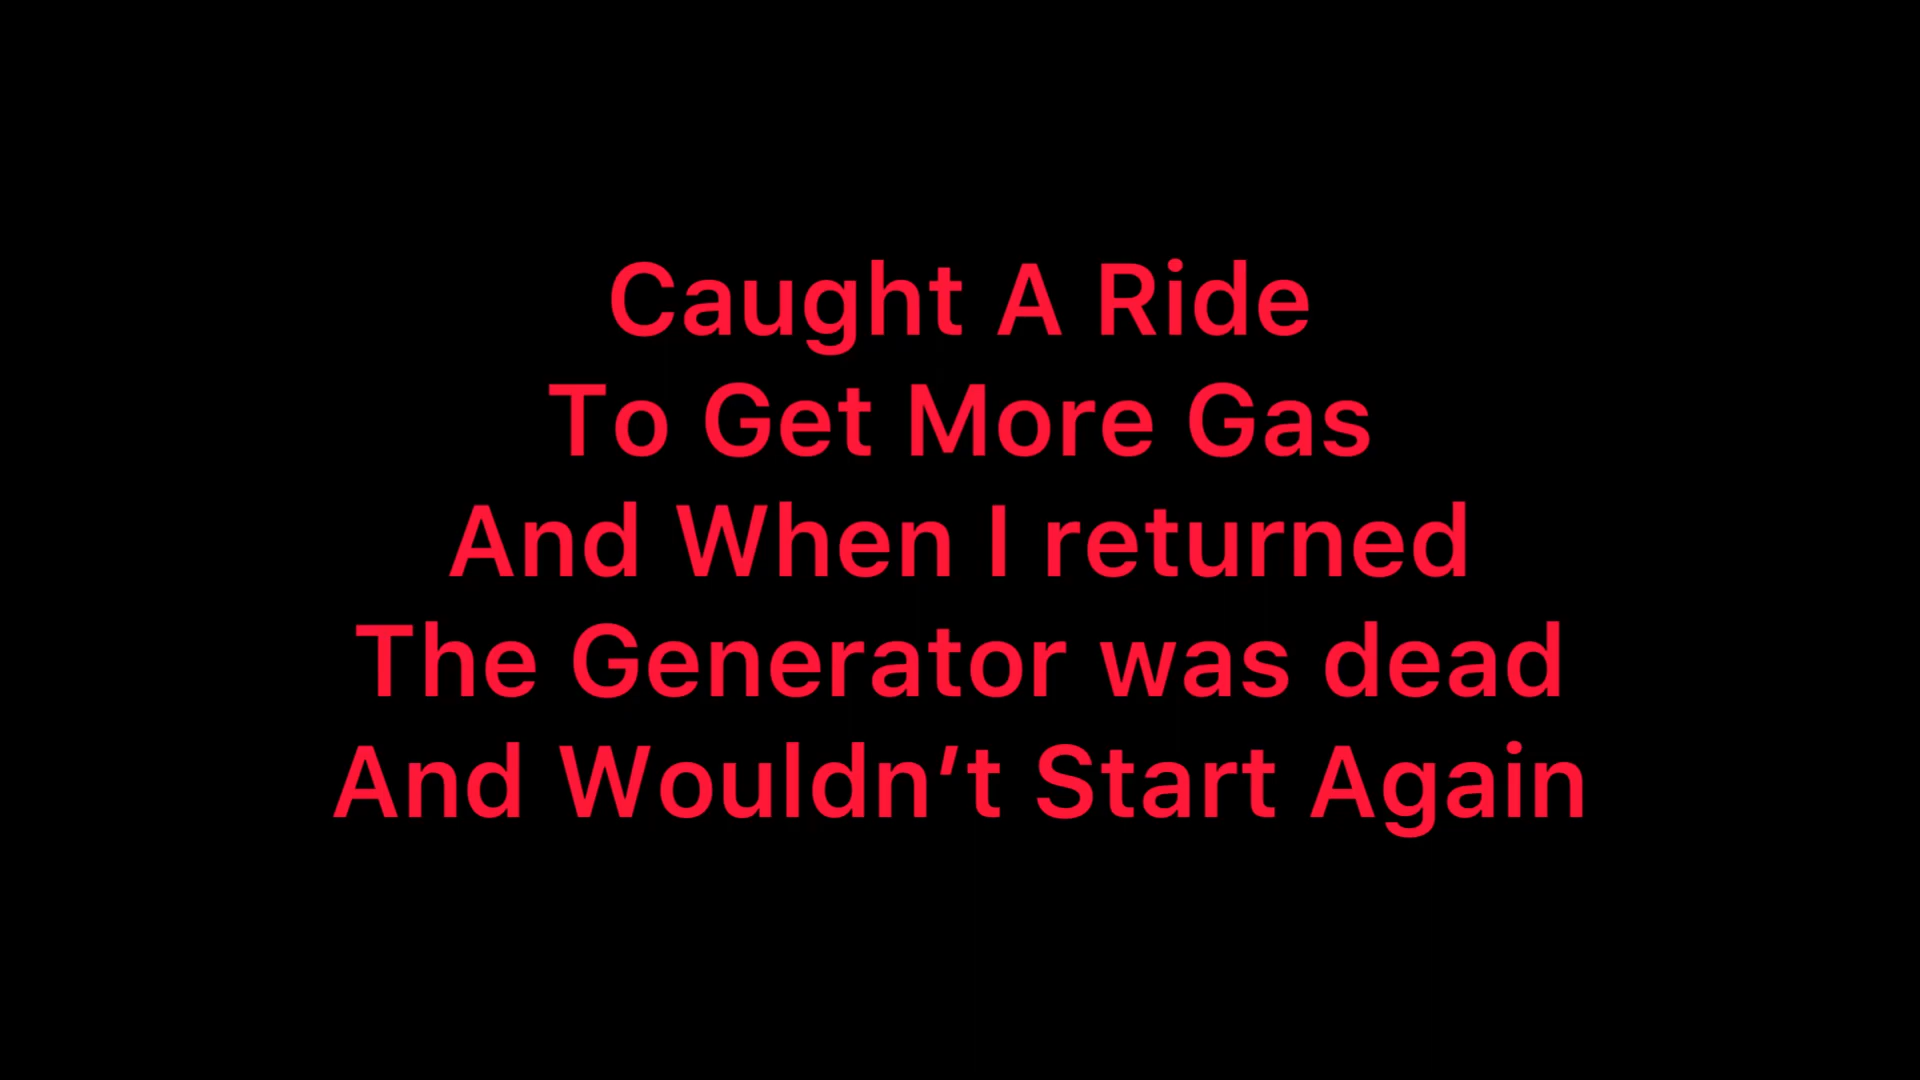 Caught A Ride
To Get More Gas
And When I returned
The Generator was dead
And Wouldn’t Start Again